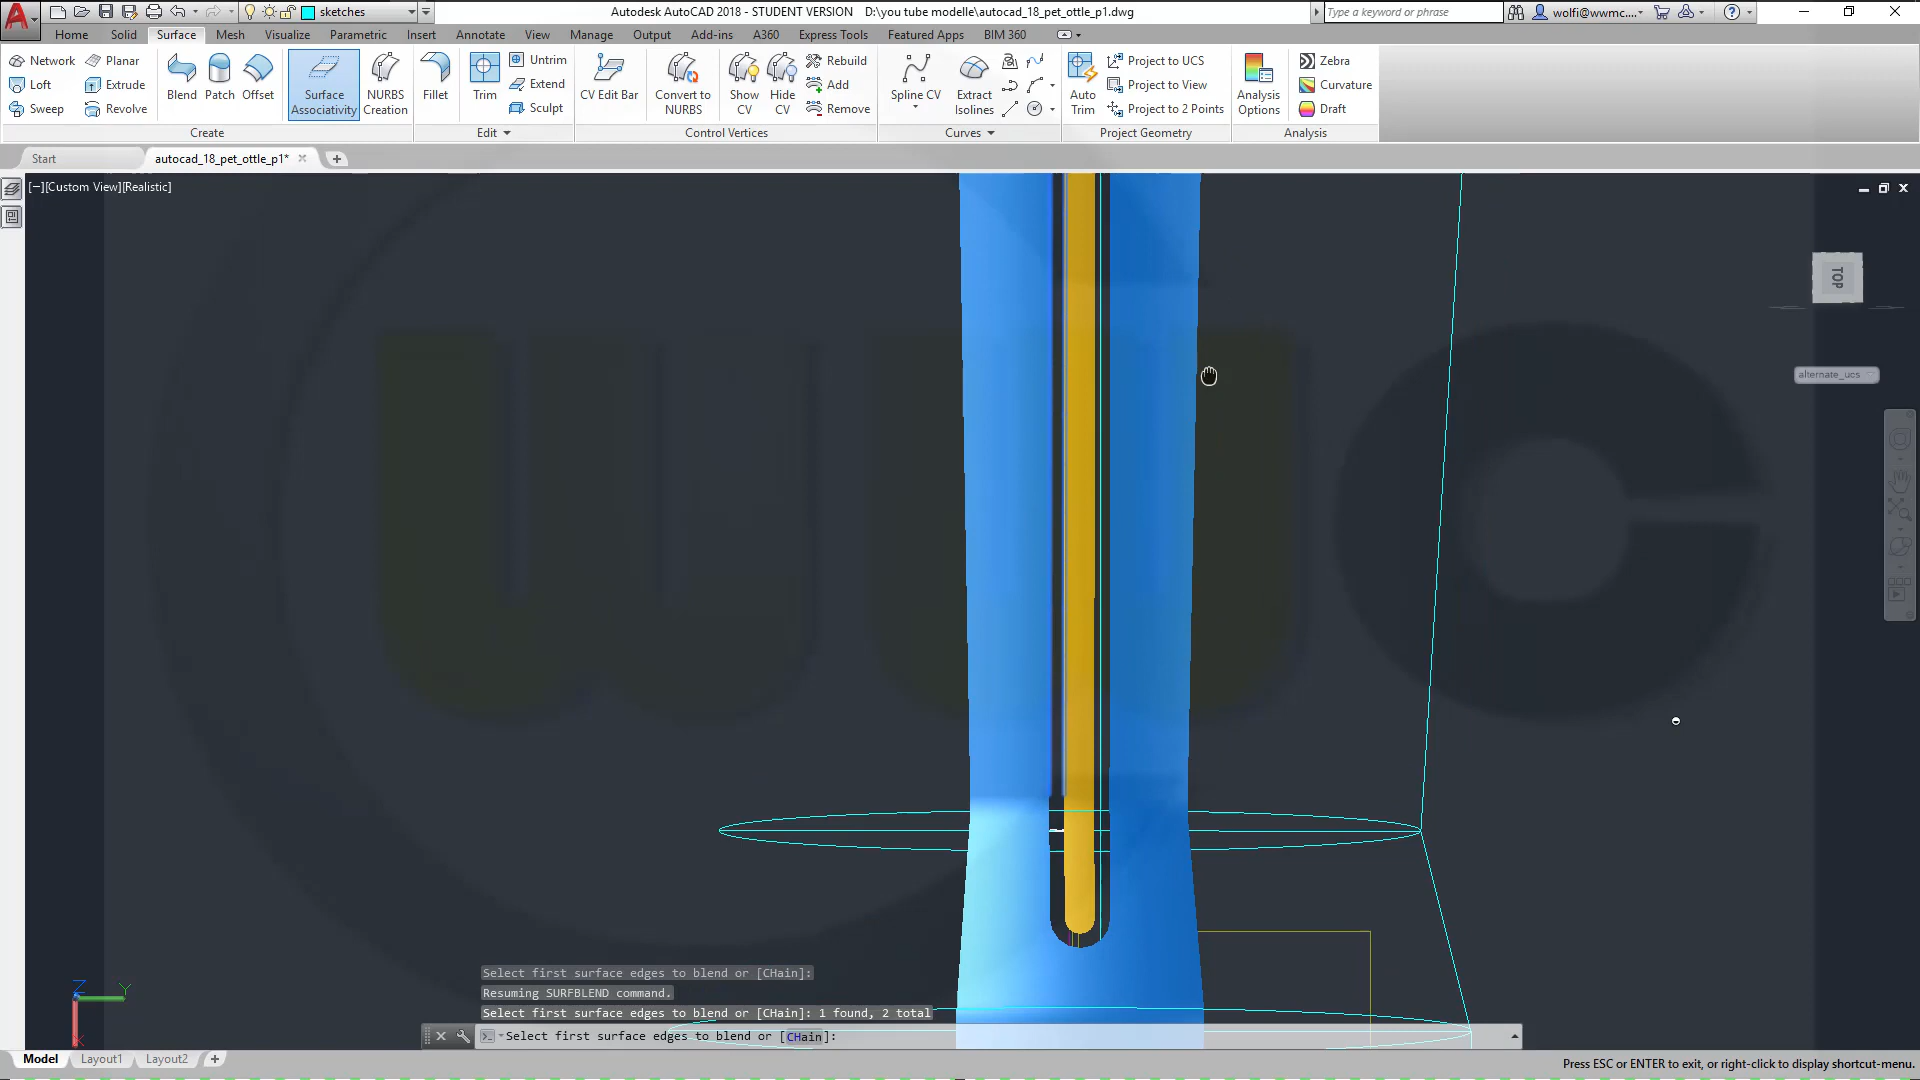 sketches
Autodesk AutoCAD 2018 - STUDENT VERSION D:\you tube modelle\autocad_18_pet_ottle_p1.dwg
Type a keyword or phrase
wolfi@wwmc....
Home Solid Surface Mesh Visualize Parametric Insert Annotate View Manage Output Add-ins A360 Express Tools Featured Apps BIM 360
Network Planar
Loft Extrude
Sweep Revolve
Blend Patch Offset
Surface Associativity
NURBS Creation
Fillet
Trim
Untrim
Extend
Sculpt
CV Edit Bar
Convert to NURBS
Show CV
Hide CV
Rebuild
Add
Remove
Spline CV
Extract Isolines
Auto Trim
Project to UCS
Project to View
Project to 2 Points
Analysis Options
Zebra
Curvature
Draft
Create Edit Control Vertices Curves Project Geometry Analysis
Start autocad_18_pet_ottle_p1*
[−][Custom View][Realistic]
TOP
alternate_ucs
wwc
Z
Y
X
Select first surface edges to blend or [CHain]:
Resuming SURFBLEND command.
Select first surface edges to blend or [CHain]: 1 found, 2 total
Select first surface edges to blend or [CHain]:
Model Layout1 Layout2
Press ESC or ENTER to exit, or right-click to display shortcut-menu.